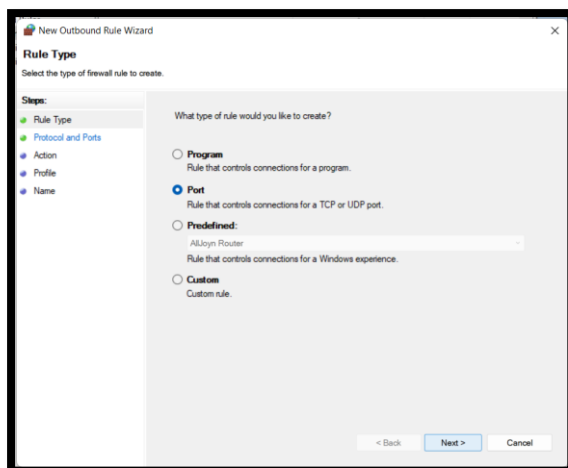 New Outbound Rule Wizard
Rule Type
Select the type of firewall rule to create.
Steps:
Rule Type
Protocol and Ports
Action
Profile
Name
What type of rule would you like to create?
Program
Rule that controls connections for a program.
Port
Rule that controls connections for a TCP or UDP port.
Predefined:
AllJoyn Router
Rule that controls connections for a Windows experience.
Custom
Custom rule.
< Back
Next >
Cancel